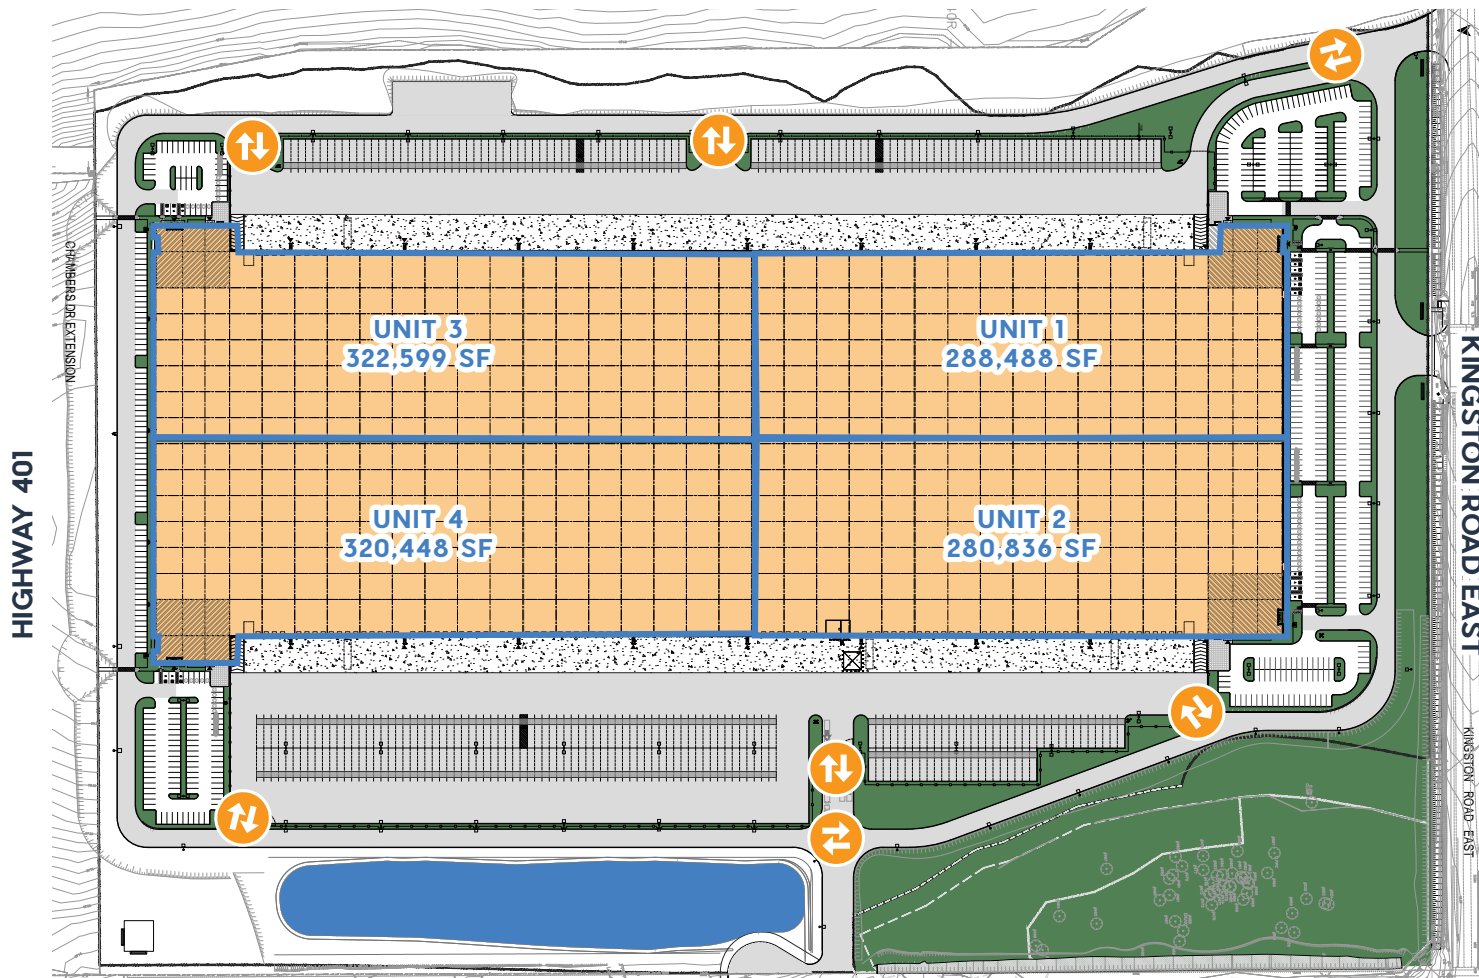 HOR
CHAMBERS DR EXTENSION
HIGHWAY 401
UNIT 3
322,599 SF
UNIT 1
288,488 SF
UNIT 4
320,448 SF
UNIT 2
280,836 SF
KINGSTON ROAD EAST
KINGSTON ROAD EAST